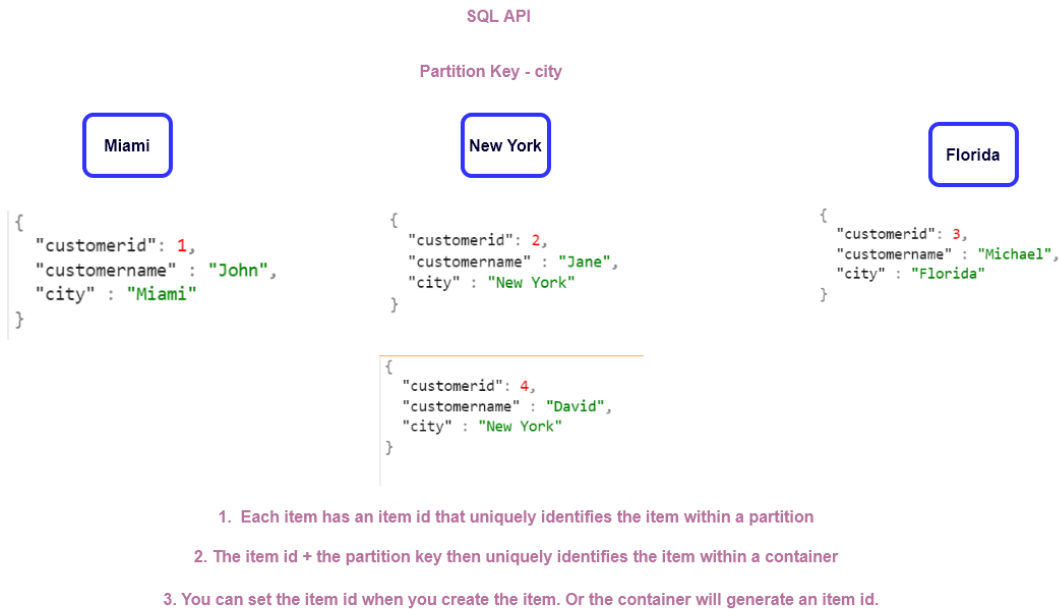 SQL API
Partition Key - city
Miami
New York
Florida
{
"customerid": 1,
"customername" : "John",
"city" : "Miami"
}
{
"customerid": 2,
"customername" : "Jane",
"city" : "New York"
}
{
"customerid": 3,
"customername" : "Michael",
"city" : "Florida"
}
{
"customerid": 4,
"customername" : "David",
"city" : "New York"
}
1. Each item has an item id that uniquely identifies the item within a partition
2. The item id + the partition key then uniquely identifies the item within a container
3. You can set the item id when you create the item. Or the container will generate an item id.